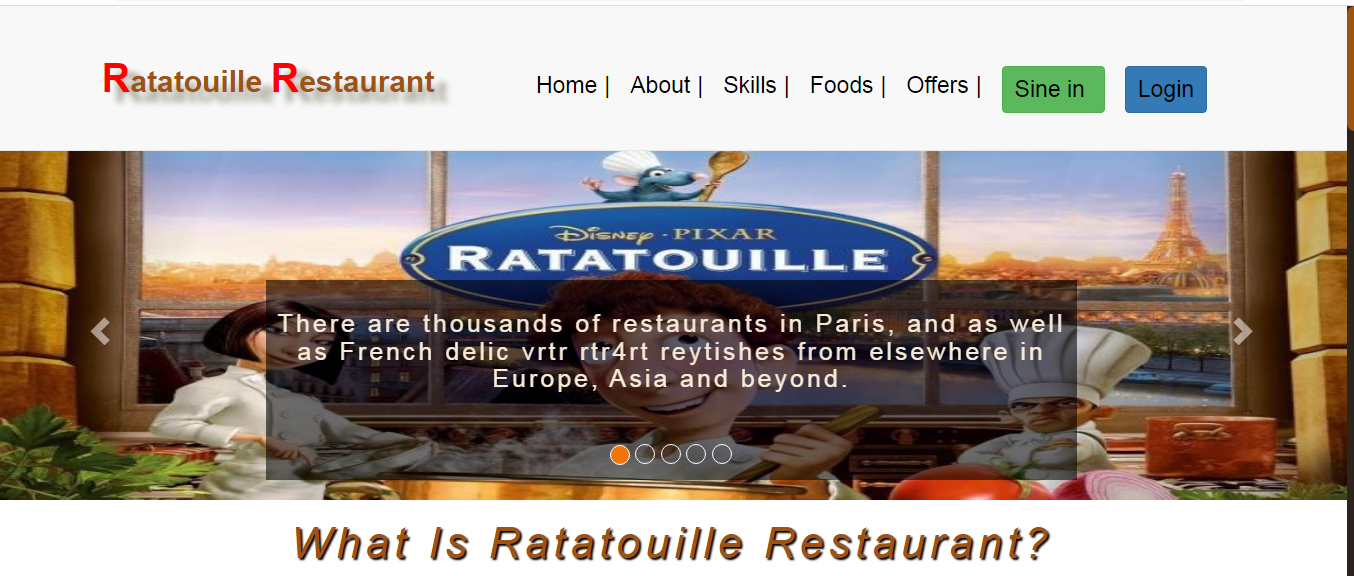 Ratatouille Restaurant
Home | About | Skills | Foods | Offers | Sine in Login
Disney · PIXAR
RATATOUILLE
There are thousands of restaurants in Paris, and as well
as French delic vrtr rtr4rt reytishes from elsewhere in
Europe, Asia and beyond.
What Is Ratatouille Restaurant?